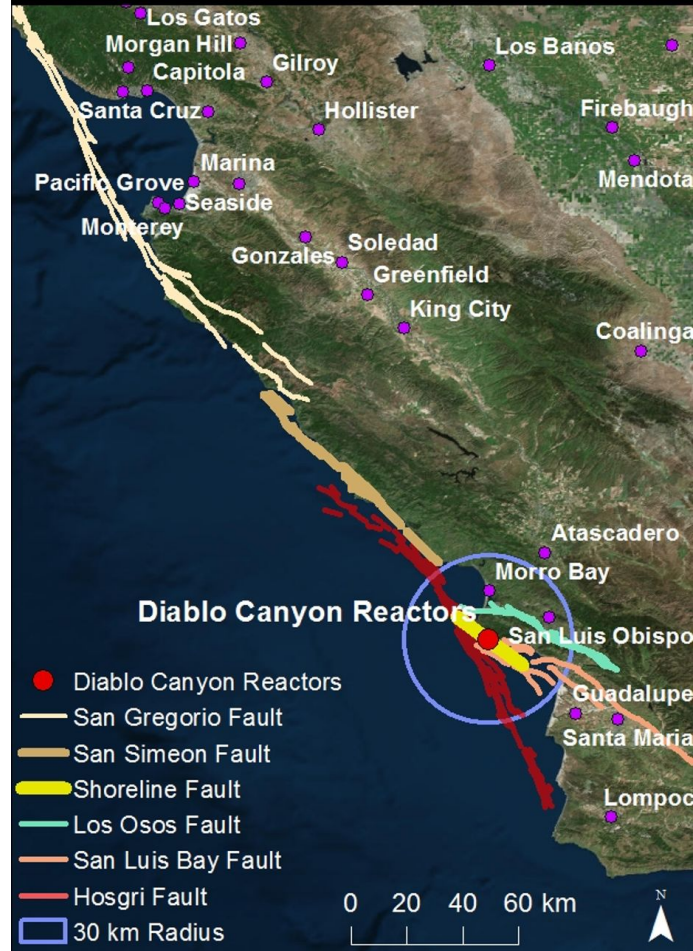 Los Gatos
Morgan Hill
Los Banos
Capitola
Gilroy
Santa Cruz
Hollister
Firebaugh
Marina
Mendota
Pacific Grove
Seaside
Monterey
Soledad
Gonzales
Greenfield
King City
Coalinga
Atascadero
Morro Bay
Diablo Canyon Reactors
San Luis Obispo
Diablo Canyon Reactors
Guadalupe
San Gregorio Fault
Santa Maria
San Simeon Fault
Shoreline Fault
Lompoc
Los Osos Fault
San Luis Bay Fault
Hosgri Fault
30 km Radius
0 20 40 60 km
N